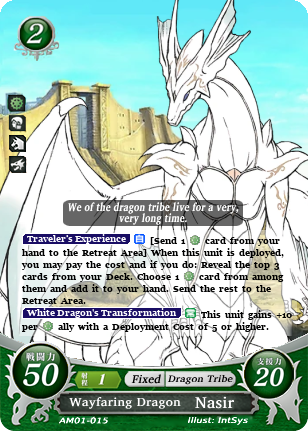 2
We of the dragon tribe live for a very,
very long time.
Traveler's Experience [Send 1 card from your
hand to the Retreat Area] When this unit is deployed,
you may pay the cost and if you do: Reveal the top 3
cards from your Deck. Choose 1 card from among
them and add it to your hand. Send the rest to the
Retreat Area.
White Dragon's Transformation This unit gains +10
per ally with a Deployment Cost of 5 or higher.
戦闘力 50 射程 1 Fixed Dragon Tribe 支援力 20
Wayfaring Dragon Nasir
AM01-015 Illust: IntSys